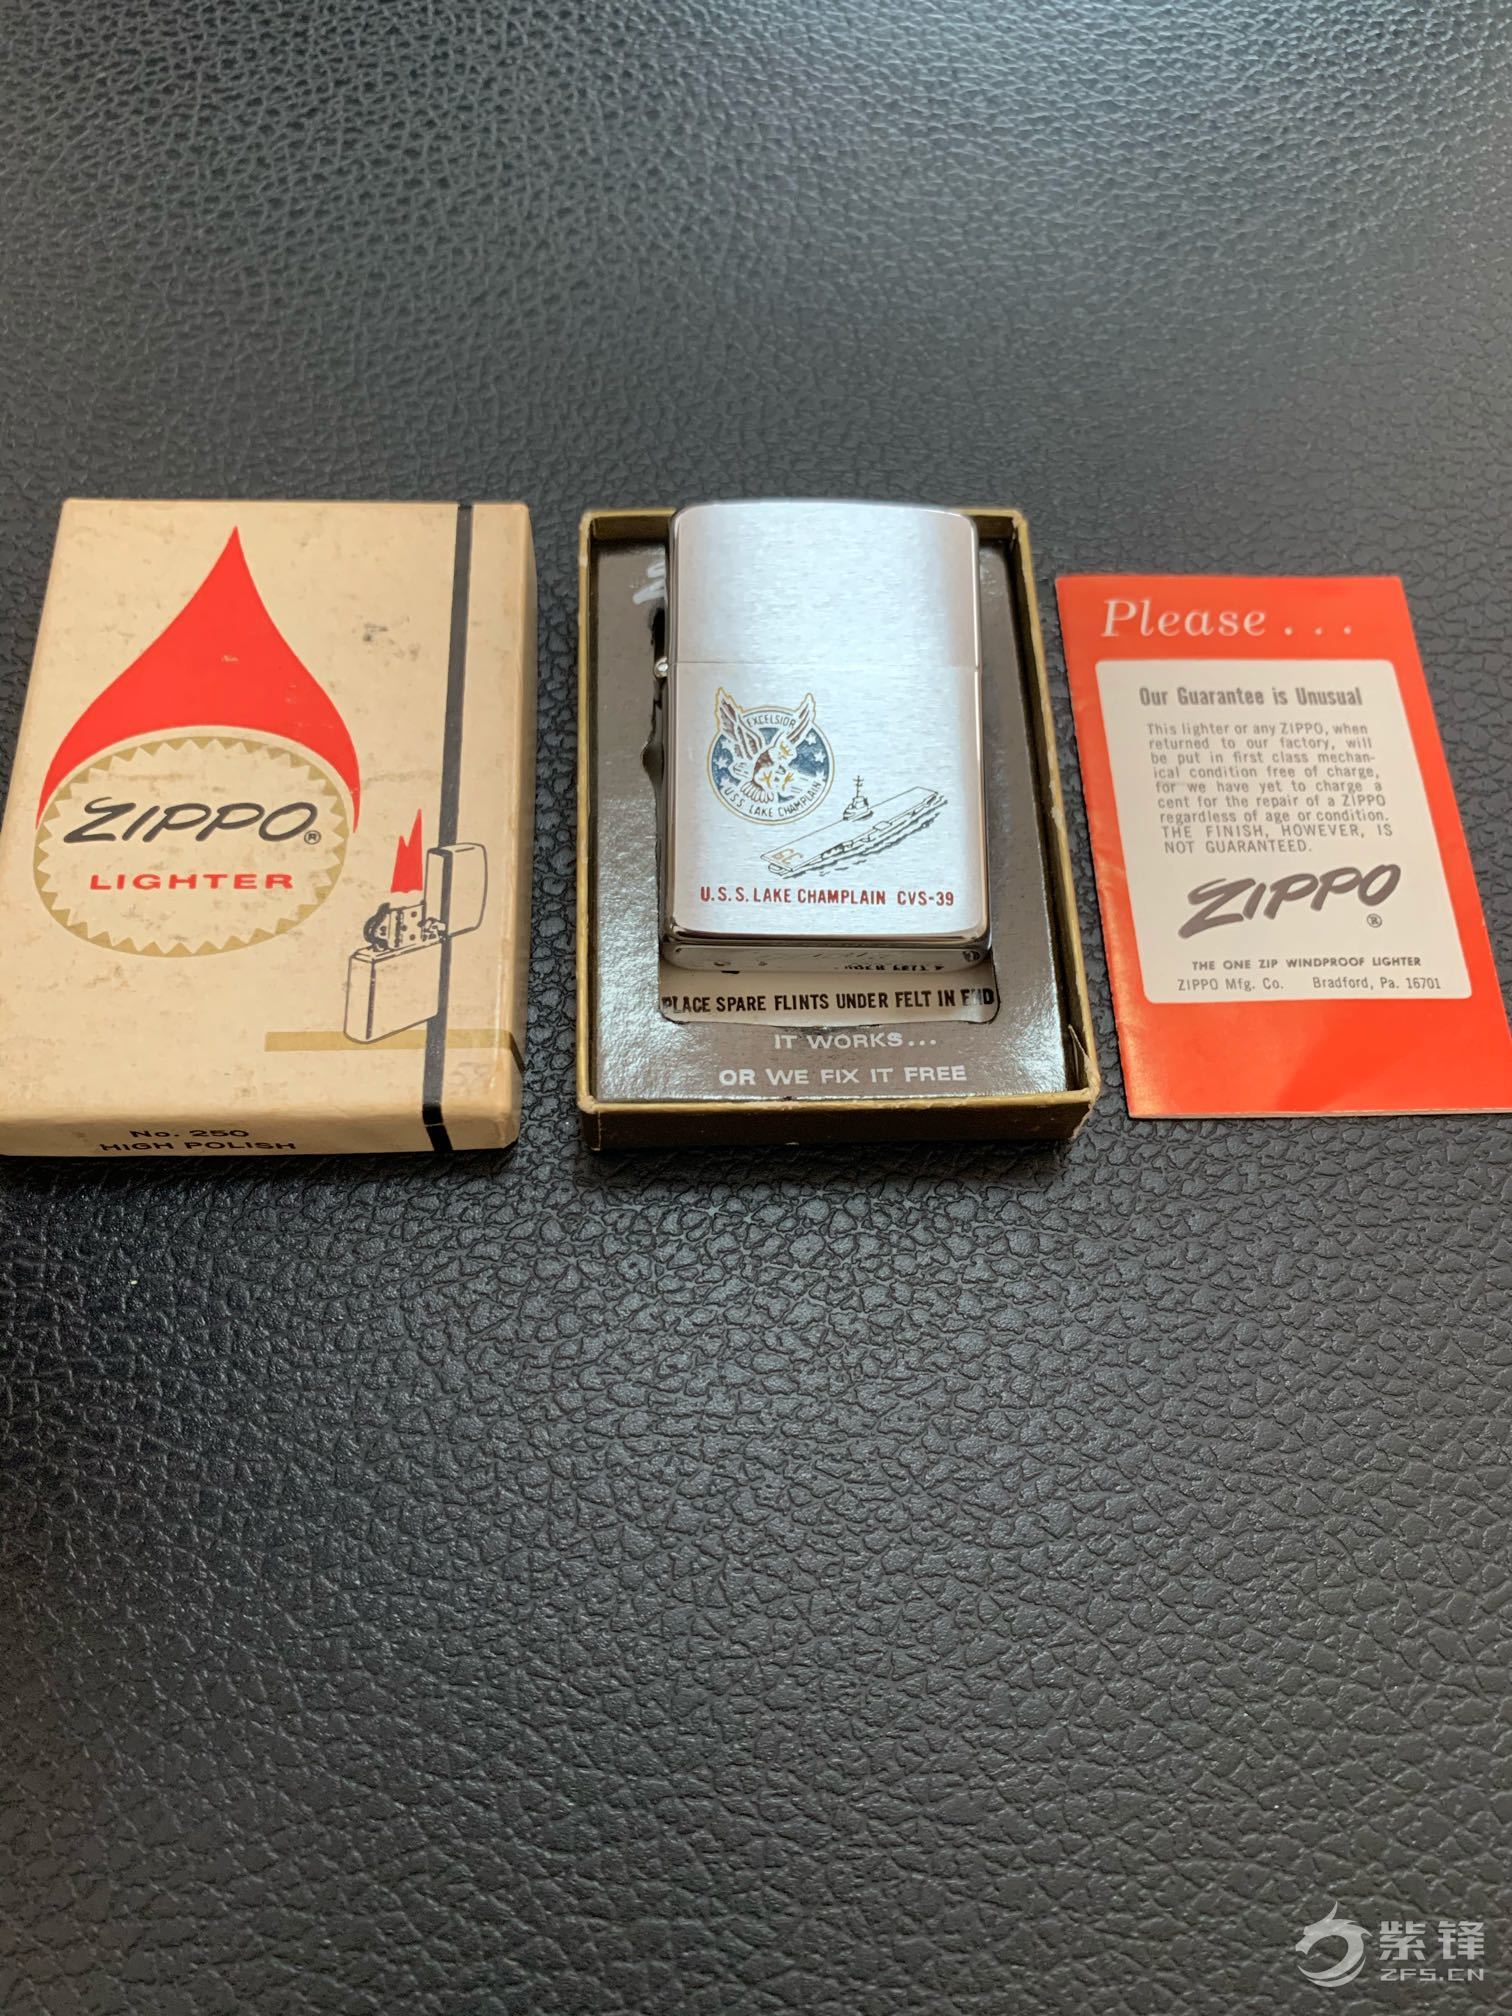 ZIPPO®
LIGHTER
No. 250
HIGH POLISH
EXCELSIOR
U.S.S. LAKE CHAMPLAIN
U.S.S. LAKE CHAMPLAIN CVS-39
PLACE SPARE FLINTS UNDER FELT IN END
IT WORKS...
OR WE FIX IT FREE
Please . . .
Our Guarantee is Unusual
This lighter or any ZIPPO, when
returned to our factory, will
be put in first class mechan-
ical condition free of charge,
for we have yet to charge a
cent for the repair of a ZIPPO
regardless of age or condition.
THE FINISH, HOWEVER, IS
NOT GUARANTEED.
ZIPPO
®
THE ONE ZIP WINDPROOF LIGHTER
ZIPPO Mfg. Co. Bradford, Pa. 16701
紫锋
ZFS.CN